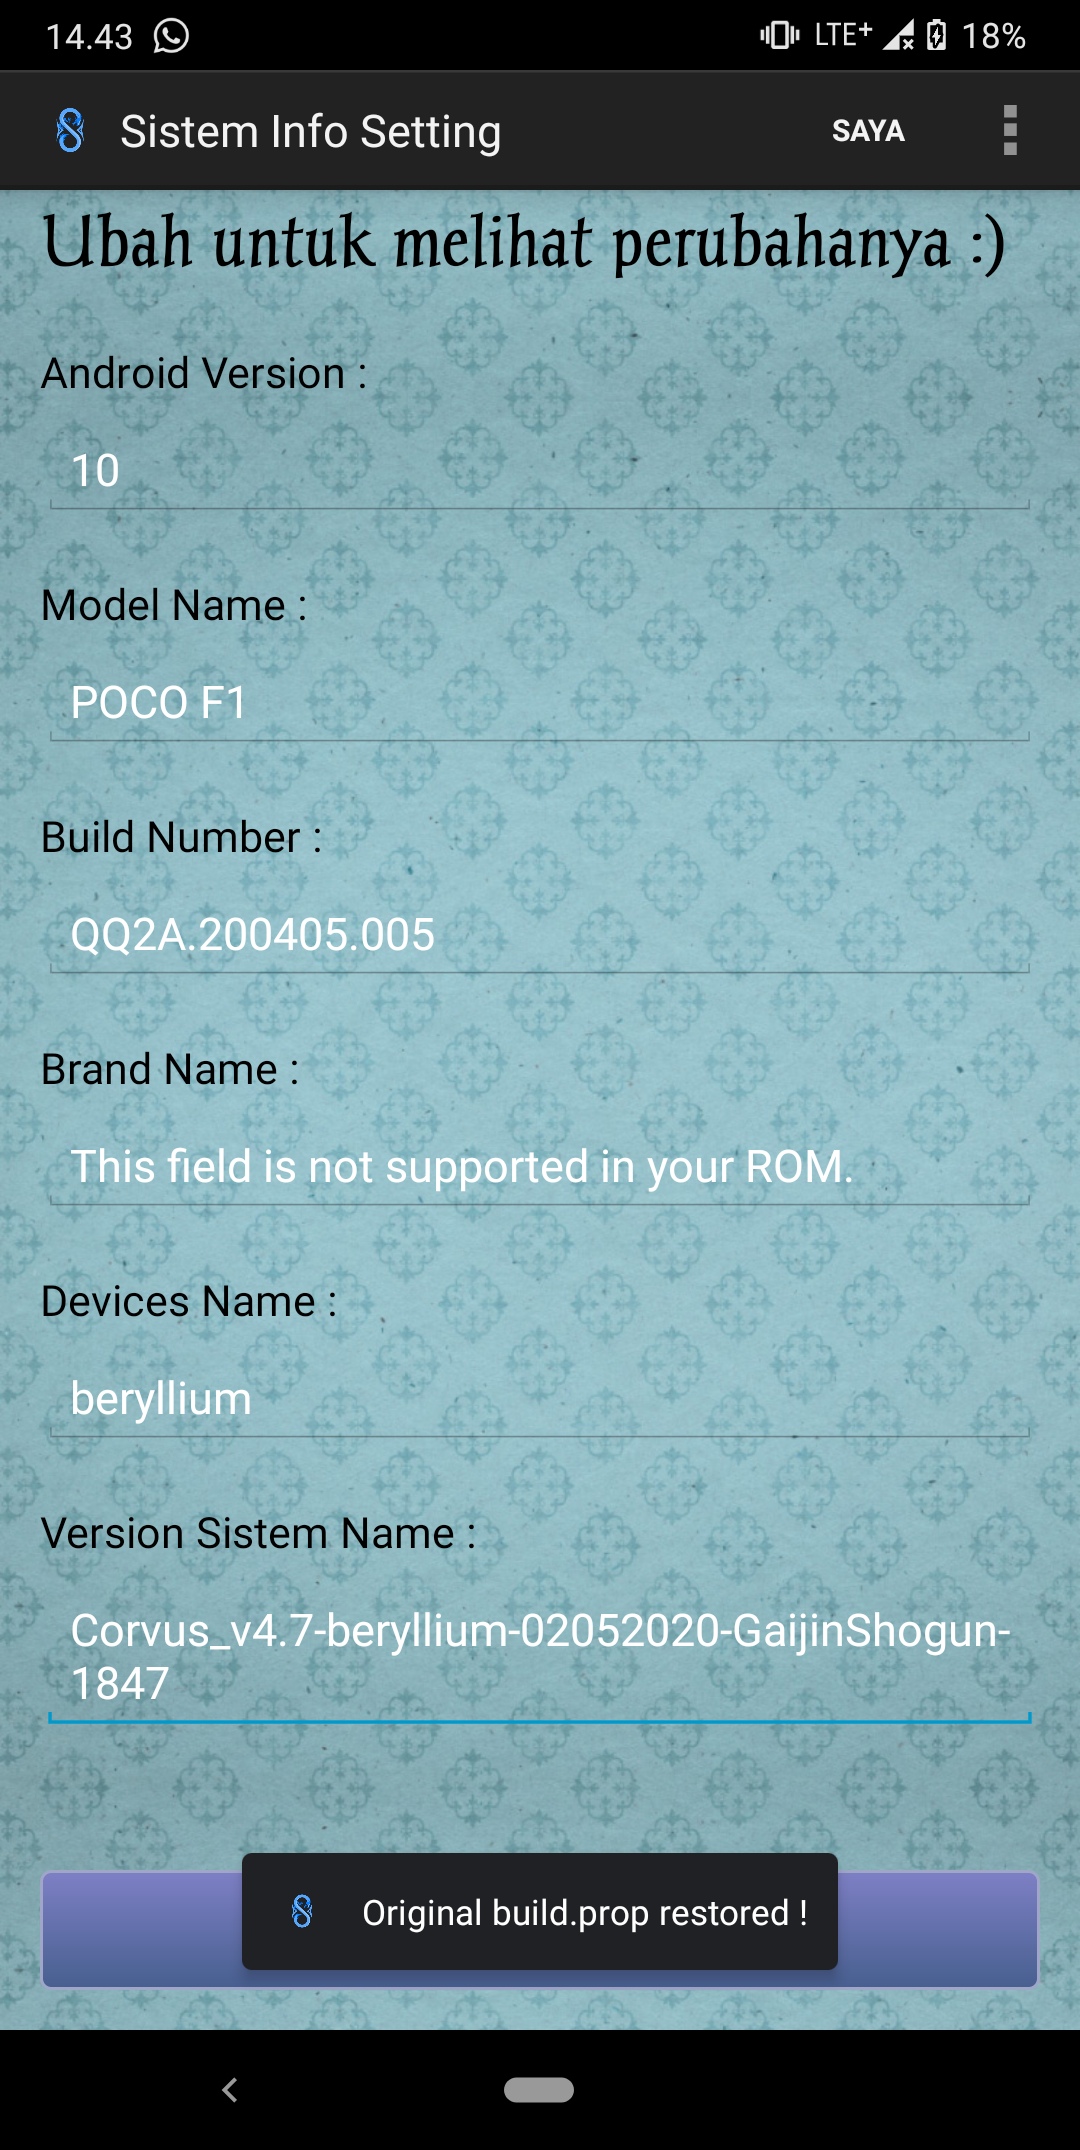 14.43
LTE+ 18%
Sistem Info Setting
SAYA
Ubah untuk melihat perubahanya :)
Android Version :
10
Model Name :
POCO F1
Build Number :
QQ2A.200405.005
Brand Name :
This field is not supported in your ROM.
Devices Name :
beryllium
Version Sistem Name :
Corvus_v4.7-beryllium-02052020-GaijinShogun-
1847
Original build.prop restored !